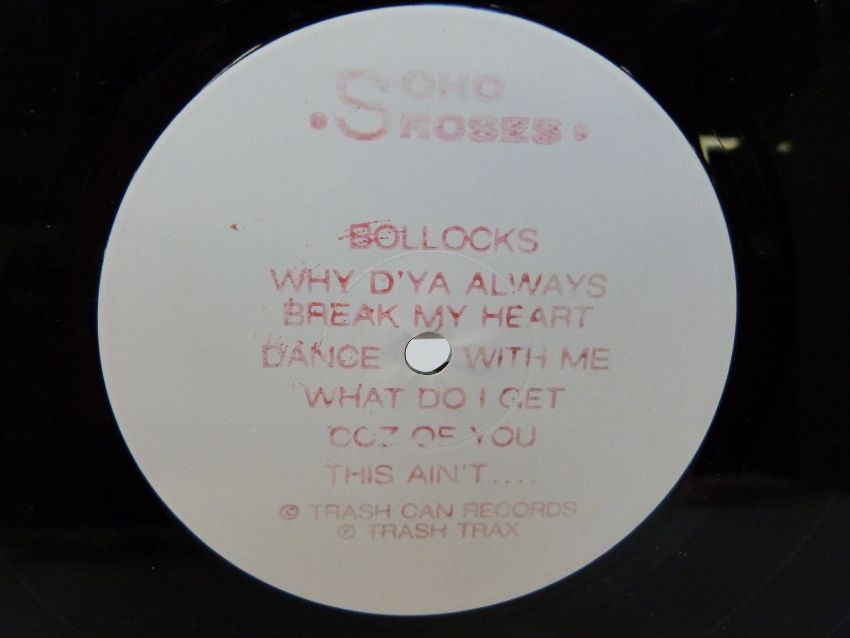 SOHO
• ROSES •
BOLLOCKS
WHY D'YA ALWAYS
BREAK MY HEART
DANCE WITH ME
WHAT DO I GET
COZ OF YOU
THIS AIN'T....
© TRASH CAN RECORDS
℗ TRASH TRAX